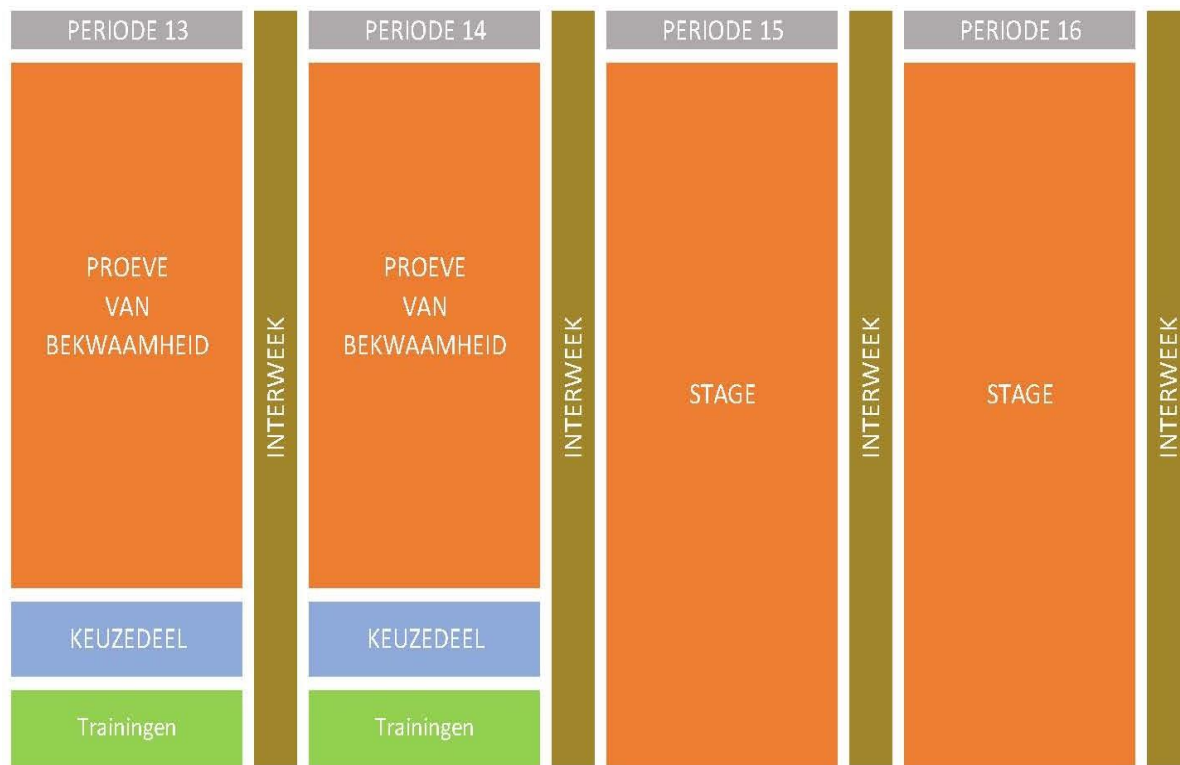 PERIODE 13
PROEVE
VAN
BEKWAAMHEID
KEUZEDEEL
Trainingen
INTERWEEK
PERIODE 14
PROEVE
VAN
BEKWAAMHEID
KEUZEDEEL
Trainingen
INTERWEEK
PERIODE 15
STAGE
INTERWEEK
PERIODE 16
STAGE
INTERWEEK